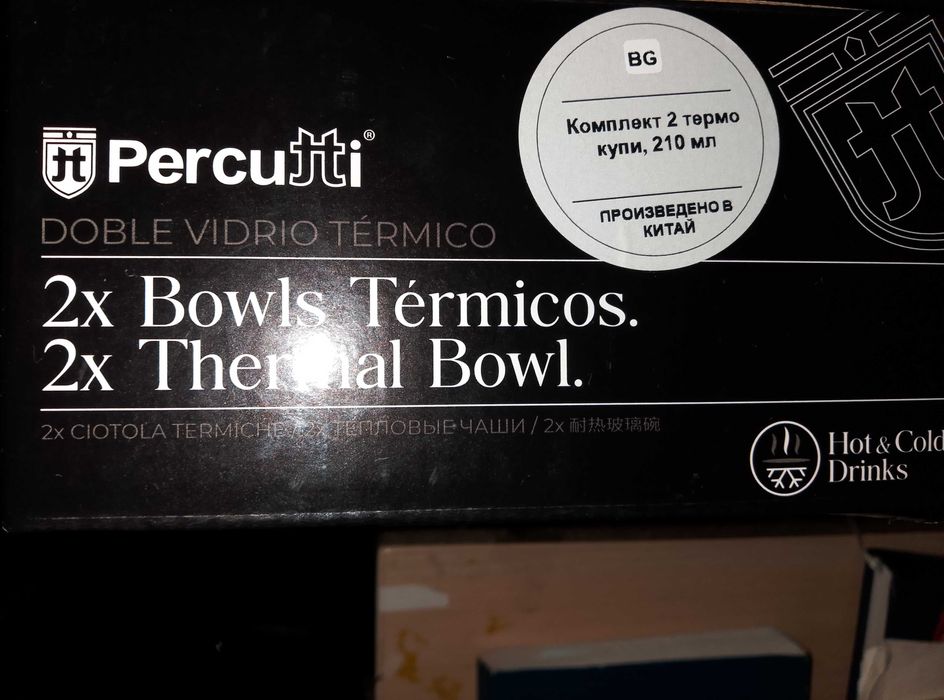 Percutti®
DOBLE VIDRIO TÉRMICO
2x Bowls Térmicos.
2x Thermal Bowl.
2x CIOTOLA TERMICHE / 2x ТЕПЛОВЫЕ ЧАШИ / 2x 耐热玻璃碗
BG
Комплект 2 термо
купи, 210 мл
ПРОИЗВЕДЕНО В
КИТАЙ
Hot & Cold
Drinks